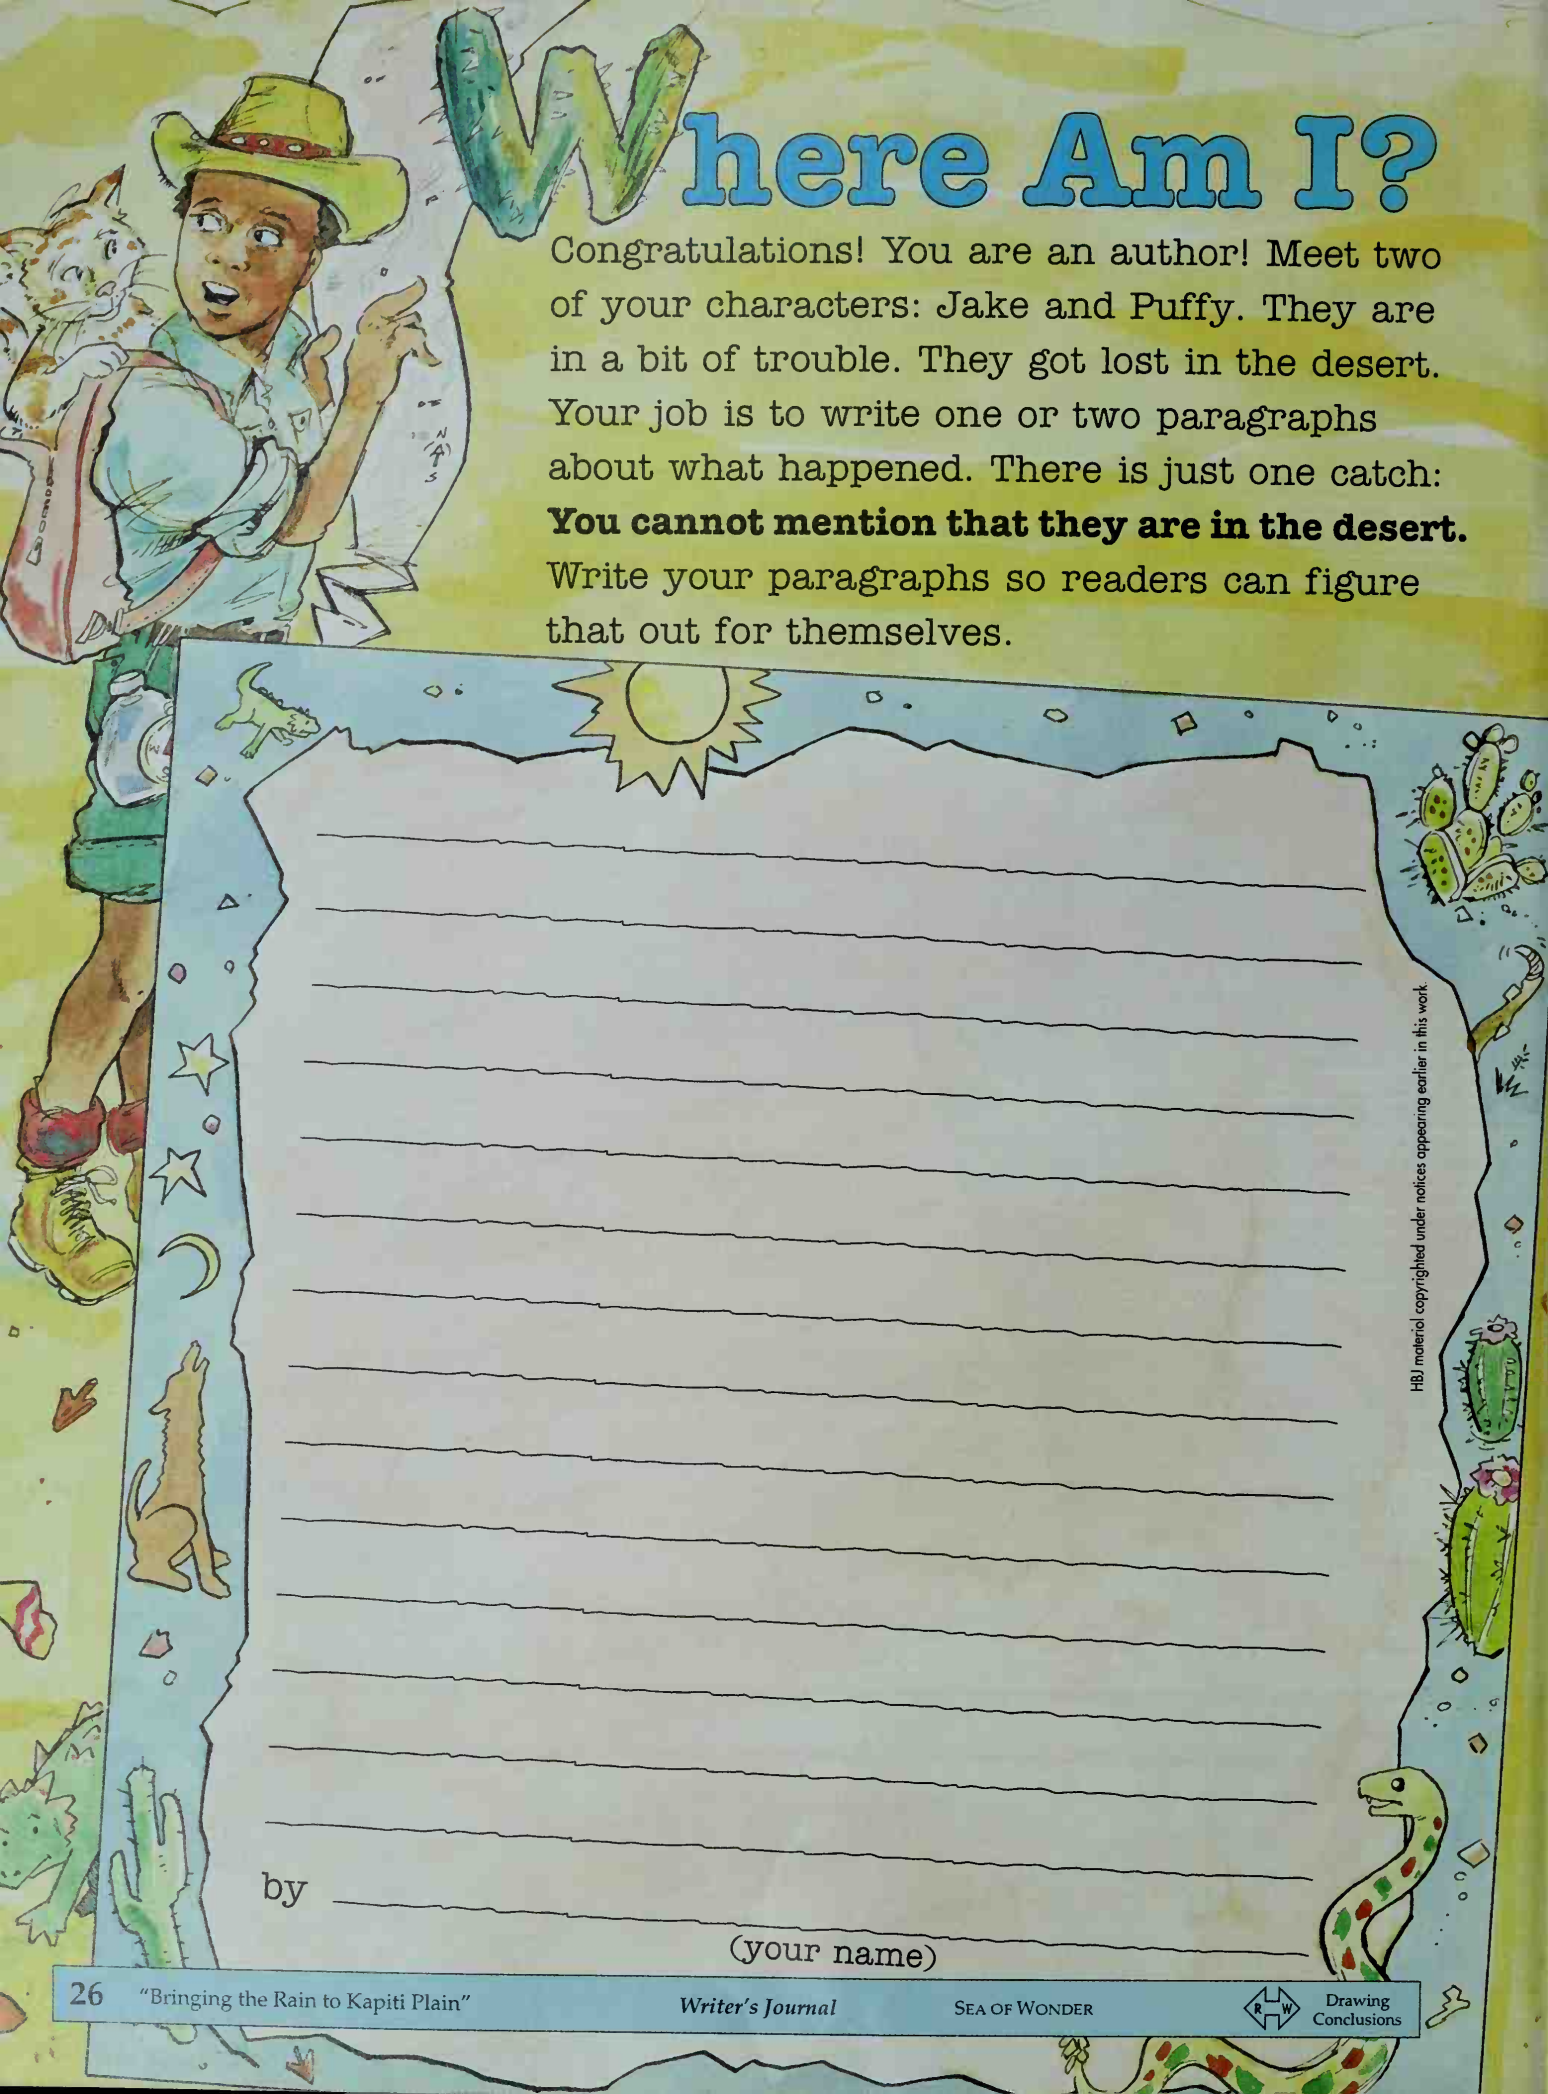 Where Am I?
Congratulations! You are an author! Meet two
of your characters: Jake and Puffy. They are
in a bit of trouble. They got lost in the desert.
Your job is to write one or two paragraphs
about what happened. There is just one catch:
You cannot mention that they are in the desert.
Write your paragraphs so readers can figure
that out for themselves.
N
S
HBJ material copyrighted under notices appearing earlier in this work.
by
(your name)
26 "Bringing the Rain to Kapiti Plain" Writer's Journal SEA OF WONDER R W Drawing
Conclusions